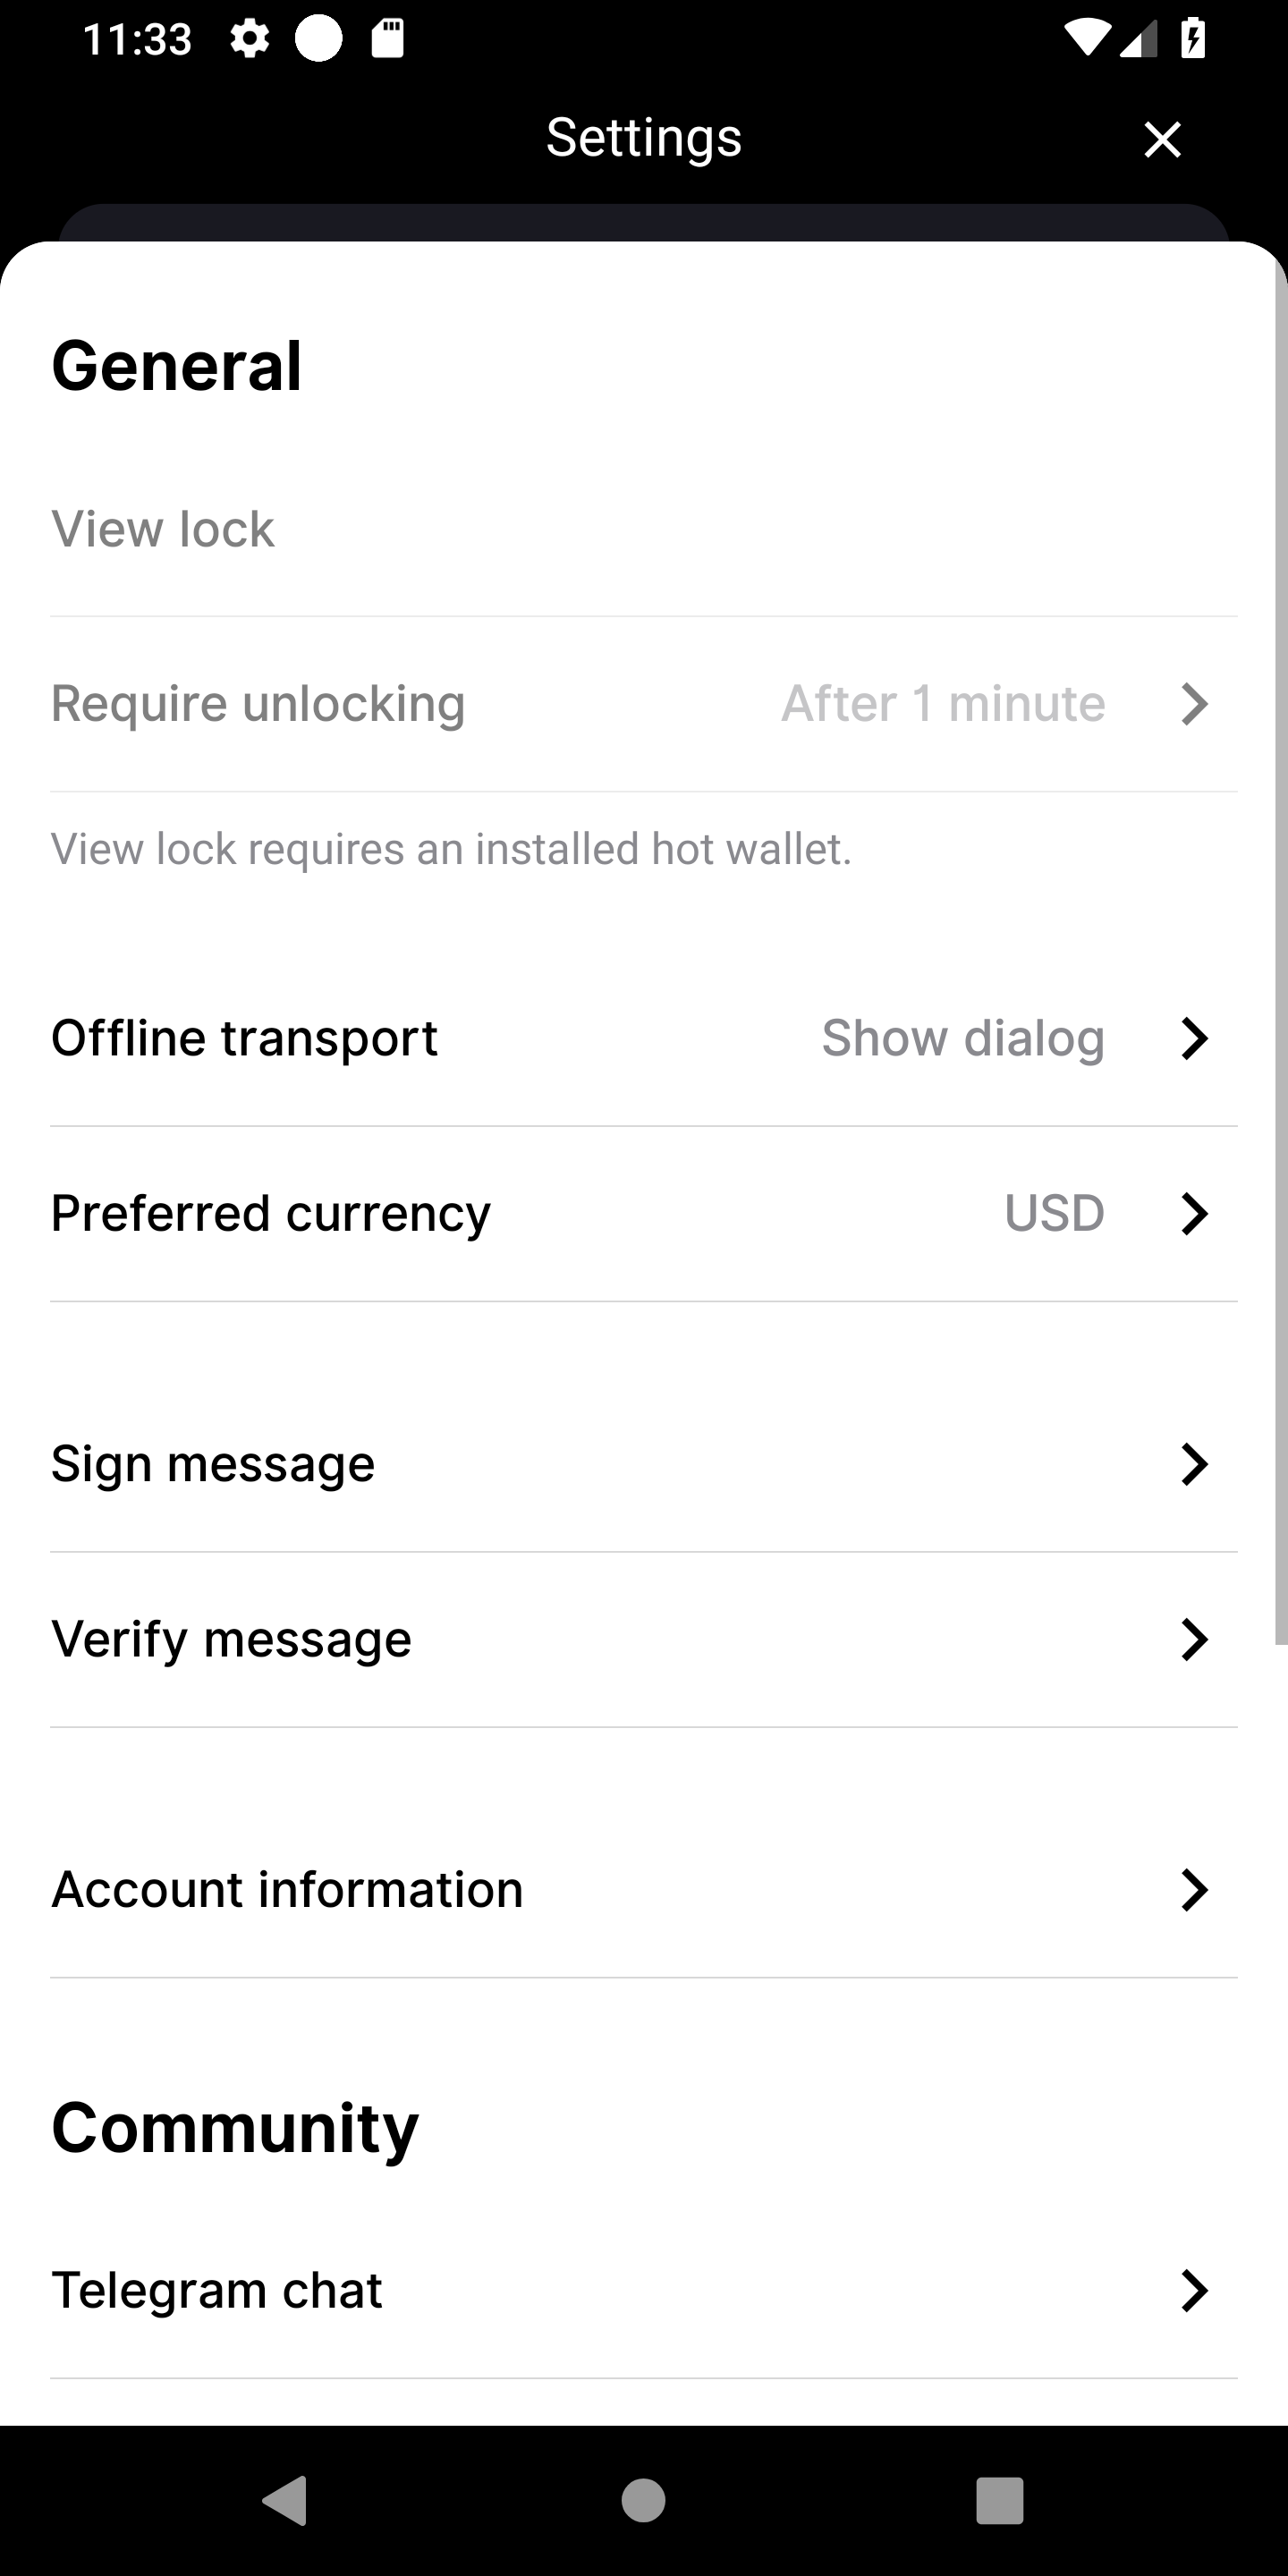 11:33
Settings
General
View lock
Require unlocking After 1 minute
View lock requires an installed hot wallet.
Offline transport Show dialog
Preferred currency USD
Sign message
Verify message
Account information
Community
Telegram chat